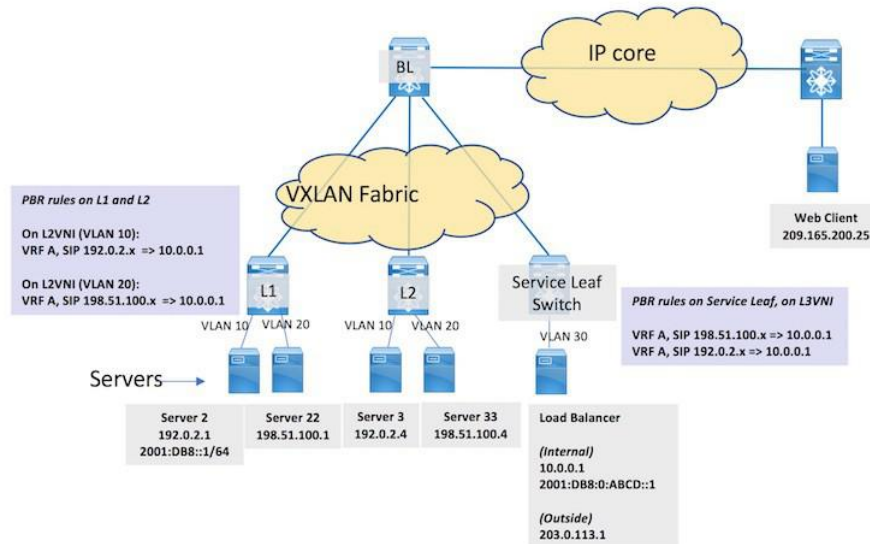 BL
IP core
VXLAN Fabric
PBR rules on L1 and L2
On L2VNI (VLAN 10):
VRF A, SIP 192.0.2.x => 10.0.0.1
On L2VNI (VLAN 20):
VRF A, SIP 198.51.100.x => 10.0.0.1
Web Client
209.165.200.25
L1
L2
Service Leaf
Switch
PBR rules on Service Leaf, on L3VNI
VRF A, SIP 198.51.100.x => 10.0.0.1
VRF A, SIP 192.0.2.x => 10.0.0.1
VLAN 10
VLAN 20
VLAN 10
VLAN 20
VLAN 30
Servers
Server 2
192.0.2.1
2001:DB8::1/64
Server 22
198.51.100.1
Server 3
192.0.2.4
Server 33
198.51.100.4
Load Balancer
(Internal)
10.0.0.1
2001:DB8:0:ABCD::1
(Outside)
203.0.113.1